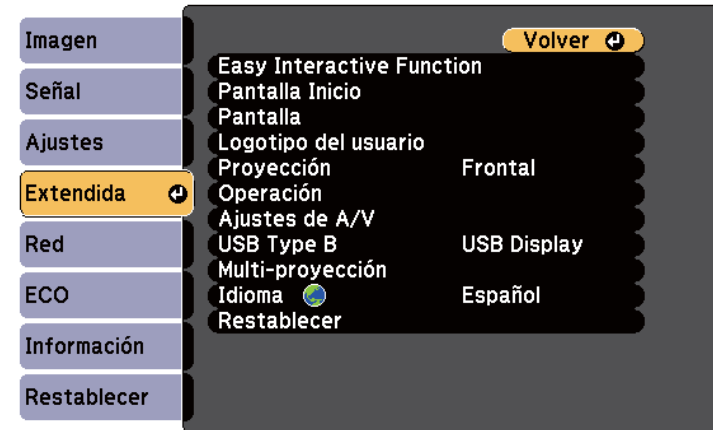 Imagen
Señal
Ajustes
Extendida
Red
ECO
Información
Restablecer
Volver
Easy Interactive Function
Pantalla Inicio
Pantalla
Logotipo del usuario
Proyección Frontal
Operación
Ajustes de A/V
USB Type B USB Display
Multi-proyección
Idioma Español
Restablecer